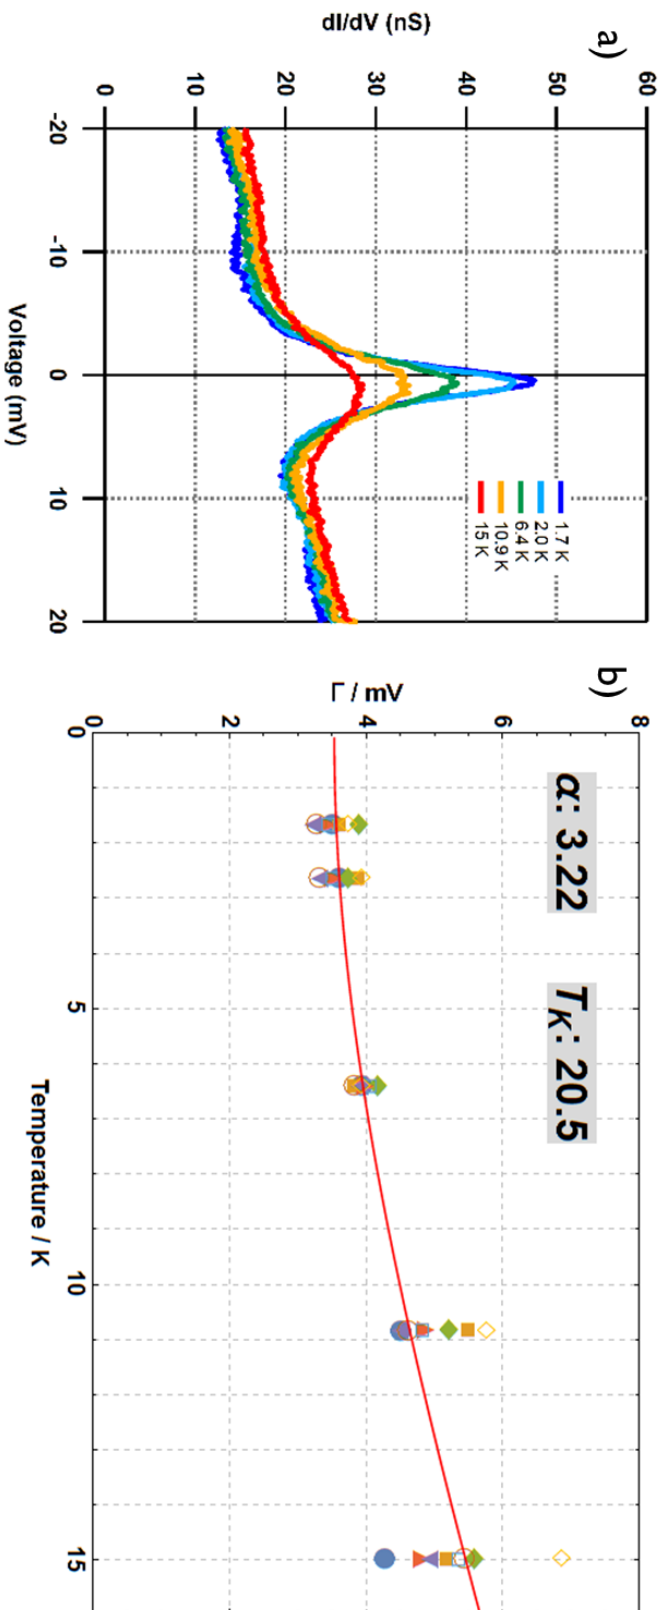 a)
dI/dV (nS)
60
50
40
30
20
10
0
-20
-10
0
10
20
Voltage (mV)
1.7 K
2.0 K
6.4 K
10.9 K
15 K
b)
Γ / mV
8
6
4
2
0
0
5
10
15
Temperature / K
α: 3.22 T_K: 20.5